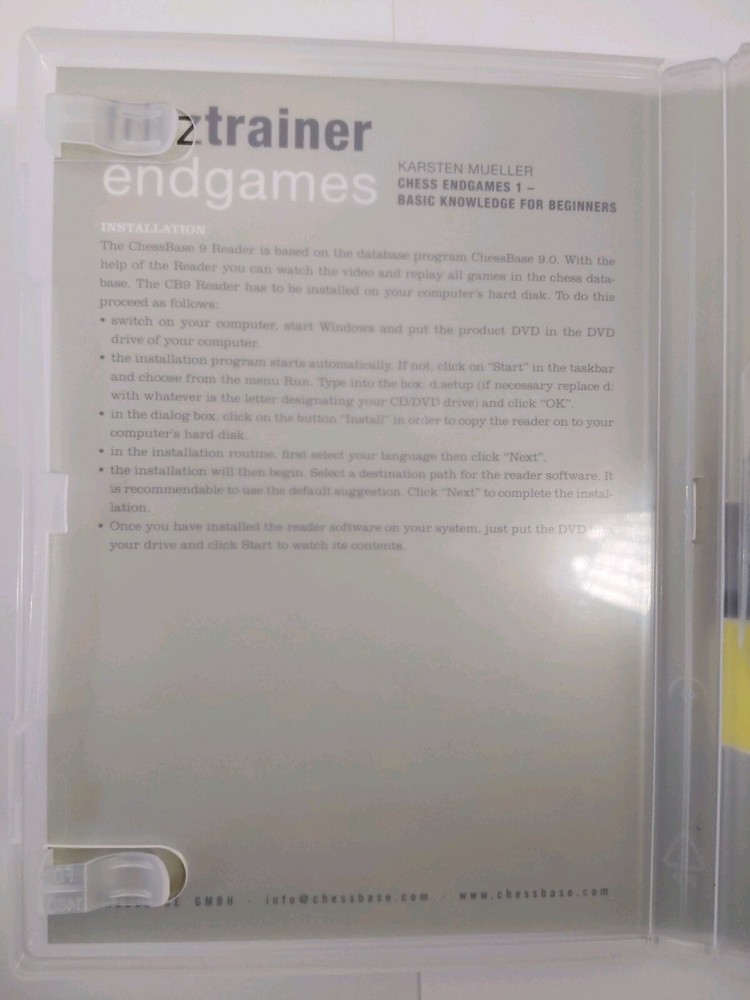 ztrainer
endgames
KARSTEN MUELLER
CHESS ENDGAMES 1 –
BASIC KNOWLEDGE FOR BEGINNERS
INSTALLATION
The ChessBase 9 Reader is based on the database program ChessBase 9.0. With the
help of the Reader you can watch the video and replay all games in the chess data-
base. The CB9 Reader has to be installed on your computer's hard disk. To do this
proceed as follows:
• switch on your computer, start Windows and put the product DVD in the DVD
drive of your computer.
• the installation program starts automatically. If not, click on "Start" in the taskbar
and choose from the menu Run. Type into the box: d:setup (if necessary replace d:
with whatever is the letter designating your CD/DVD drive) and click "OK".
• in the dialog box, click on the button "Install" in order to copy the reader on to your
computer's hard disk.
• in the installation routine, first select your language then click "Next".
• the installation will then begin. Select a destination path for the reader software. It
is recommendable to use the default suggestion. Click "Next" to complete the instal-
lation.
• Once you have installed the reader software on your system, just put the DVD into
your drive and click Start to watch its contents.
GMBH · info@chessbase.com · www.chessbase.com